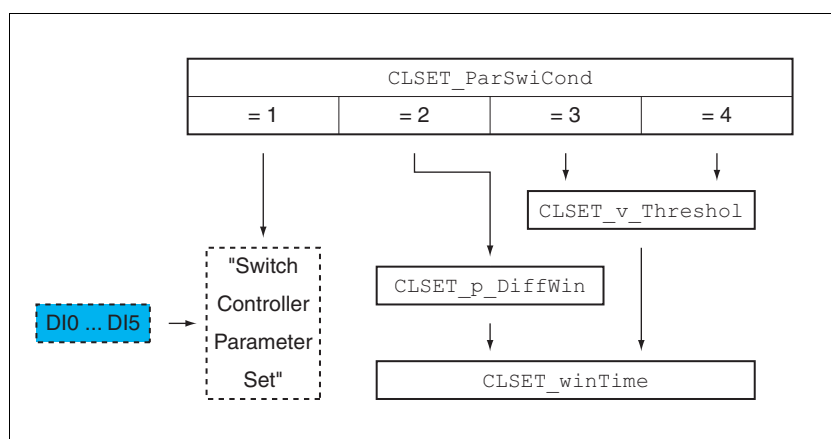 CLSET_ParSwiCond
= 1 = 2 = 3 = 4
CLSET_v_Threshol
"Switch
Controller
Parameter
Set"
CLSET_p_DiffWin
DI0 ... DI5
CLSET_winTime